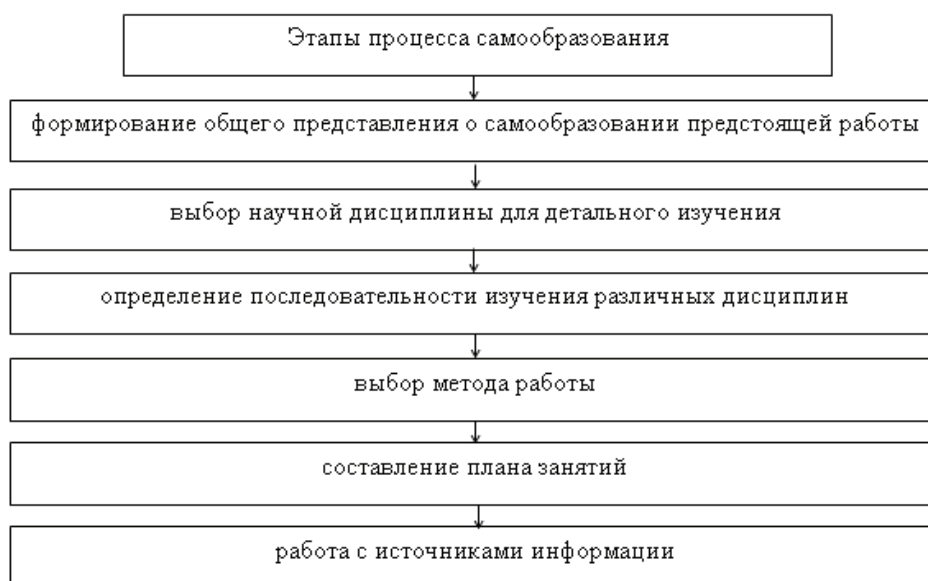 Этапы процесса самообразования
формирование общего представления о самообразовании предстоящей работы
выбор научной дисциплины для детального изучения
определение последовательности изучения различных дисциплин
выбор метода работы
составление плана занятий
работа с источниками информации